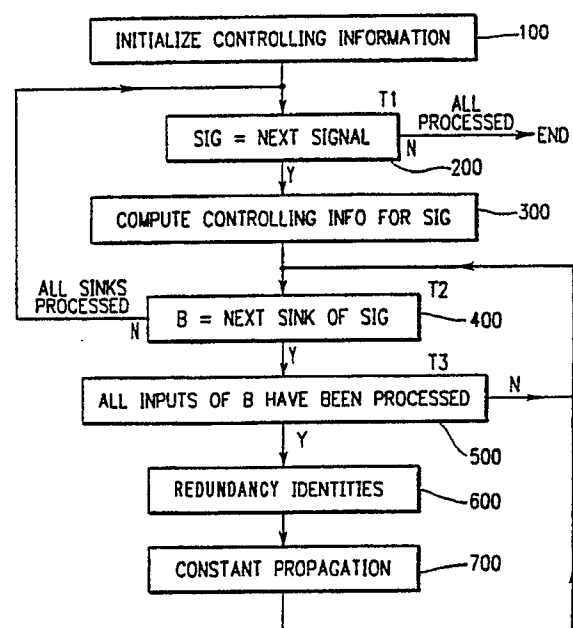 INITIALIZE CONTROLLING INFORMATION
100
T1
ALL
PROCESSED
SIG = NEXT SIGNAL
N
END
200
Y
COMPUTE CONTROLLING INFO FOR SIG
300
ALL SINKS
PROCESSED
N
T2
B = NEXT SINK OF SIG
400
Y
T3
ALL INPUTS OF B HAVE BEEN PROCESSED
N
500
Y
REDUNDANCY IDENTITIES
600
CONSTANT PROPAGATION
700